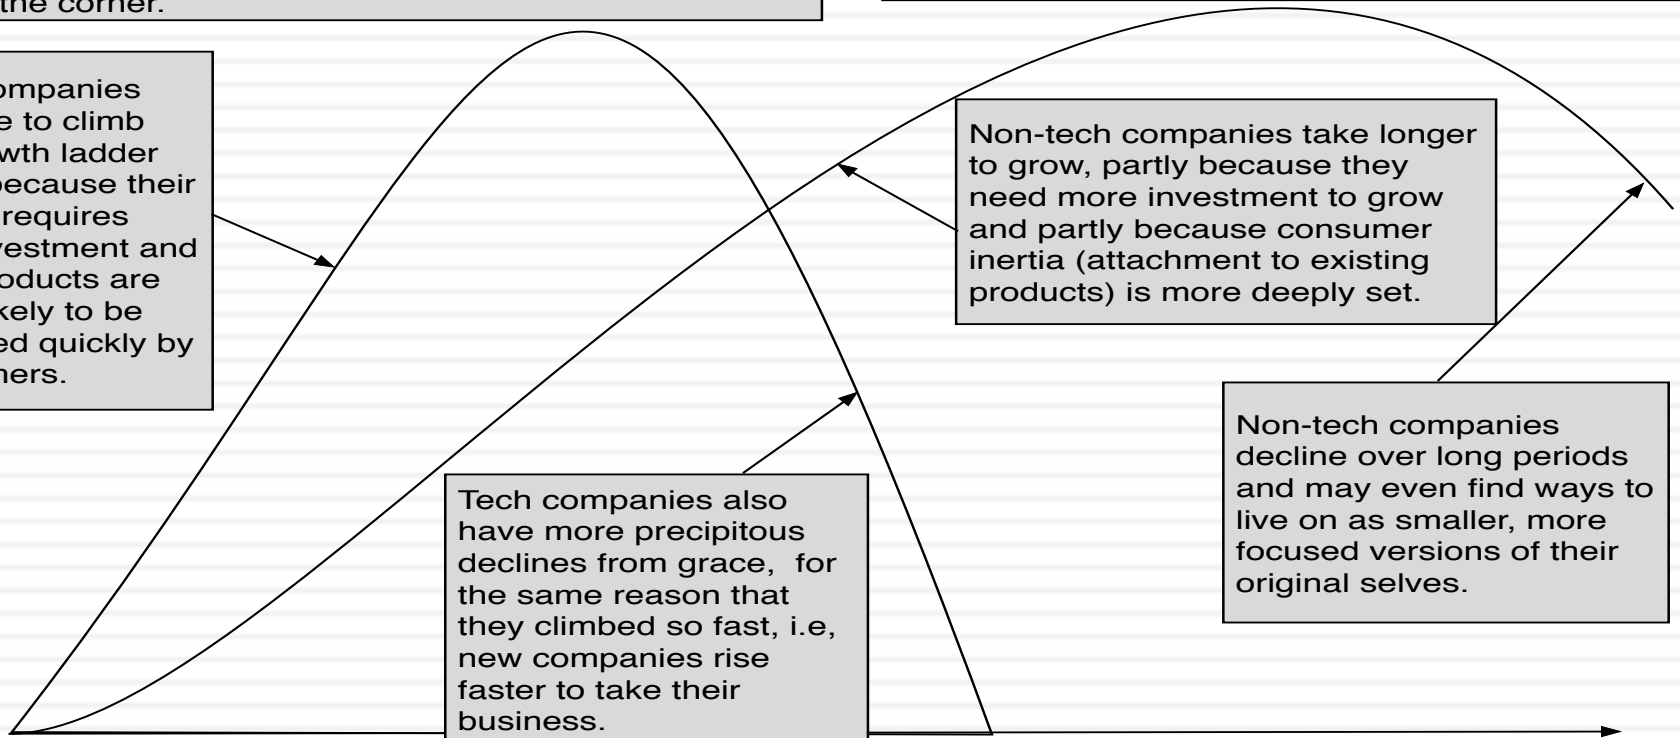 the corner.
ompanies
e to climb
wth ladder
because their
requires
vestment and
oducts are
kely to be
ed quickly by
ners.
Non-tech companies take longer
to grow, partly because they
need more investment to grow
and partly because consumer
inertia (attachment to existing
products) is more deeply set.
Tech companies also
have more precipitous
declines from grace,  for
the same reason that
they climbed so fast, i.e,
new companies rise
faster to take their
business.
Non-tech companies
decline over long periods
and may even find ways to
live on as smaller, more
focused versions of their
original selves.